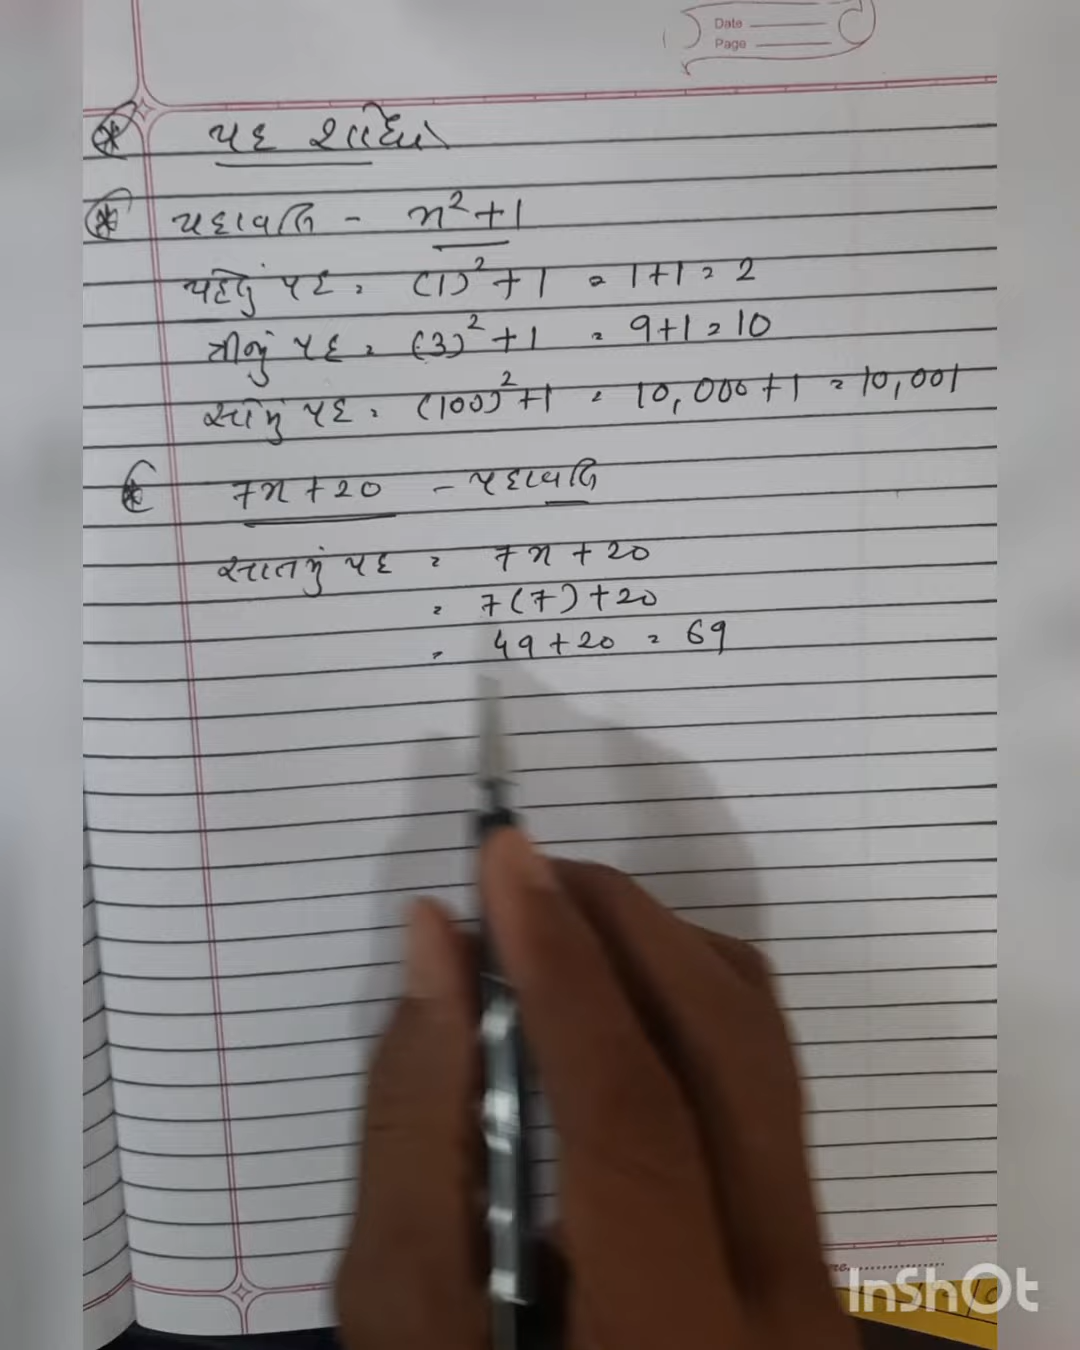 Date
Page
પદ શોધો
પદાવલિ - n²+1
પહેલું પદ = (1)²+1 = 1+1=2
ત્રીજું પદ = (3)²+1 = 9+1=10
સોમું પદ = (100)²+1 = 10,000+1 = 10,001
7n+20 - પદાવલિ
સાતમું પદ = 7n+20
= 7(7)+20
= 49+20=69
InShOt